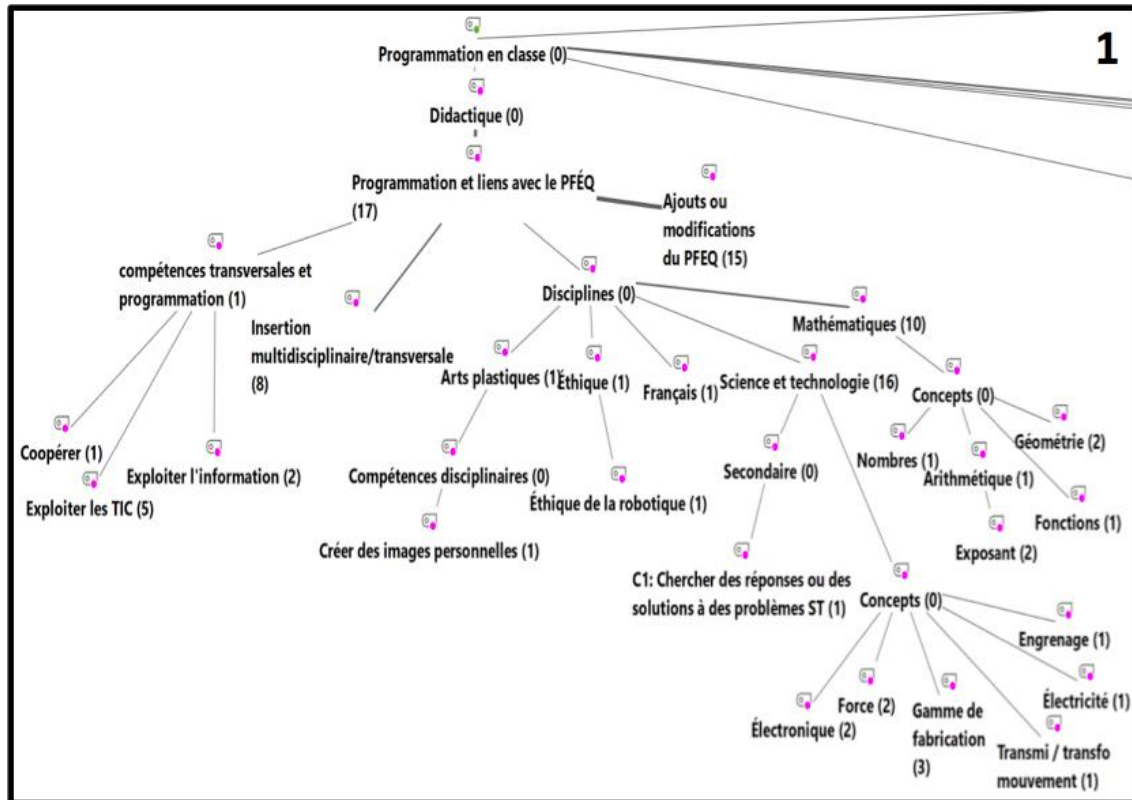 1
Programmation en classe (0)
Didactique (0)
Programmation et liens avec le PFÉQ
(17)
Ajouts ou
modifications
du PFEQ (15)
compétences transversales et
programmation (1)
Insertion
multidisciplinaire/transversale
(8)
Disciplines (0)
Mathématiques (10)
Arts plastiques (1)
Éthique (1)
Français (1)
Science et technologie (16)
Concepts (0)
Coopérer (1)
Exploiter l'information (2)
Exploiter les TIC (5)
Compétences disciplinaires (0)
Éthique de la robotique (1)
Créer des images personnelles (1)
Secondaire (0)
Nombres (1)
Géométrie (2)
Arithmétique (1)
Fonctions (1)
Exposant (2)
C1: Chercher des réponses ou des
solutions à des problèmes ST (1)
Concepts (0)
Engrenage (1)
Électricité (1)
Force (2)
Électronique (2)
Gamme de
fabrication
(3)
Transmi / transfo
mouvement (1)